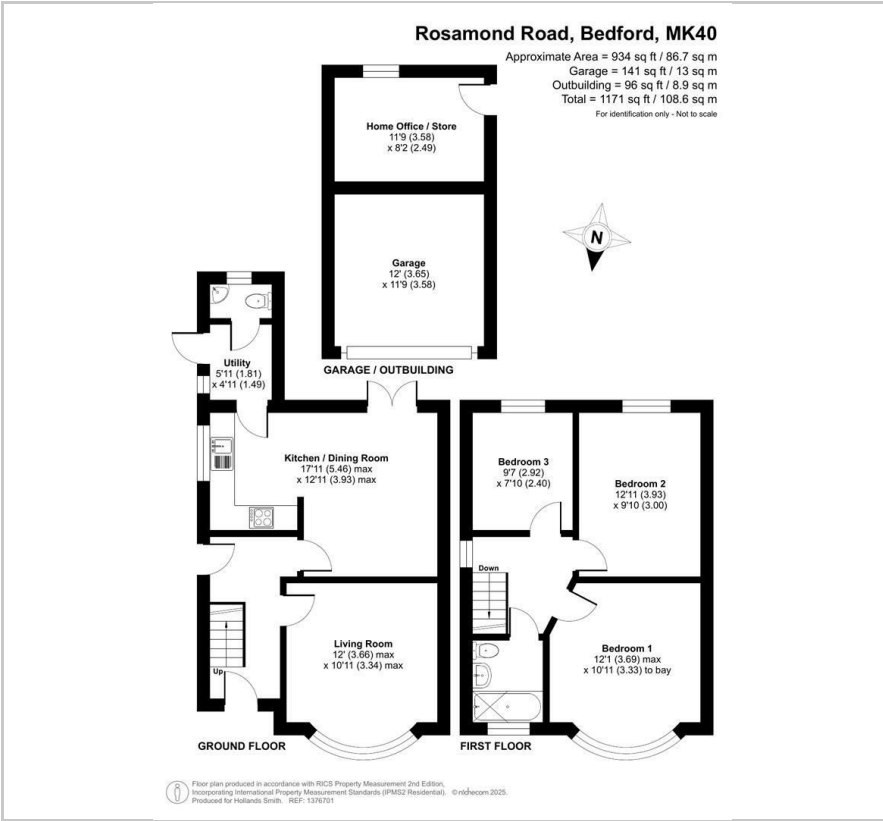 Rosamond Road, Bedford, MK40
Approximate Area = 934 sq ft / 86.7 sq m
Garage = 141 sq ft / 13 sq m
Outbuilding = 96 sq ft / 8.9 sq m
Total = 1171 sq ft / 108.6 sq m
For identification only - Not to scale
Home Office / Store
11'9 (3.58)
x 8'2 (2.49)
N
Garage
12' (3.65)
x 11'9 (3.58)
GARAGE / OUTBUILDING
Utility
5'11 (1.81)
x 4'11 (1.49)
Kitchen / Dining Room
17'11 (5.46) max
x 12'11 (3.93) max
Living Room
12' (3.66) max
x 10'11 (3.34) max
Up
GROUND FLOOR
Bedroom 3
9'7 (2.92)
x 7'10 (2.40)
Bedroom 2
12'11 (3.93)
x 9'10 (3.00)
Down
Bedroom 1
12'1 (3.69) max
x 10'11 (3.33) to bay
FIRST FLOOR
Floor plan produced in accordance with RICS Property Measurement 2nd Edition,
Incorporating International Property Measurement Standards (IPMS2 Residential). © nichecom 2025.
Produced for Hollands Smith. REF: 1376701